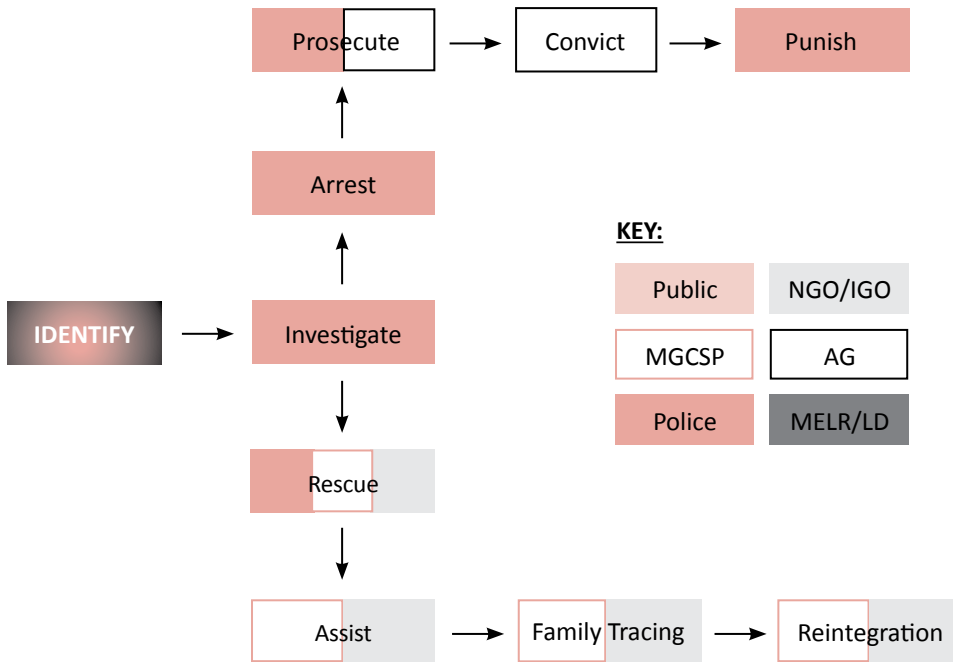 Prosecute
Convict
Punish
Arrest
KEY:
Public
NGO/IGO
IDENTIFY
Investigate
MGCSP
AG
Police
MELR/LD
Rescue
Assist
Family Tracing
Reintegration